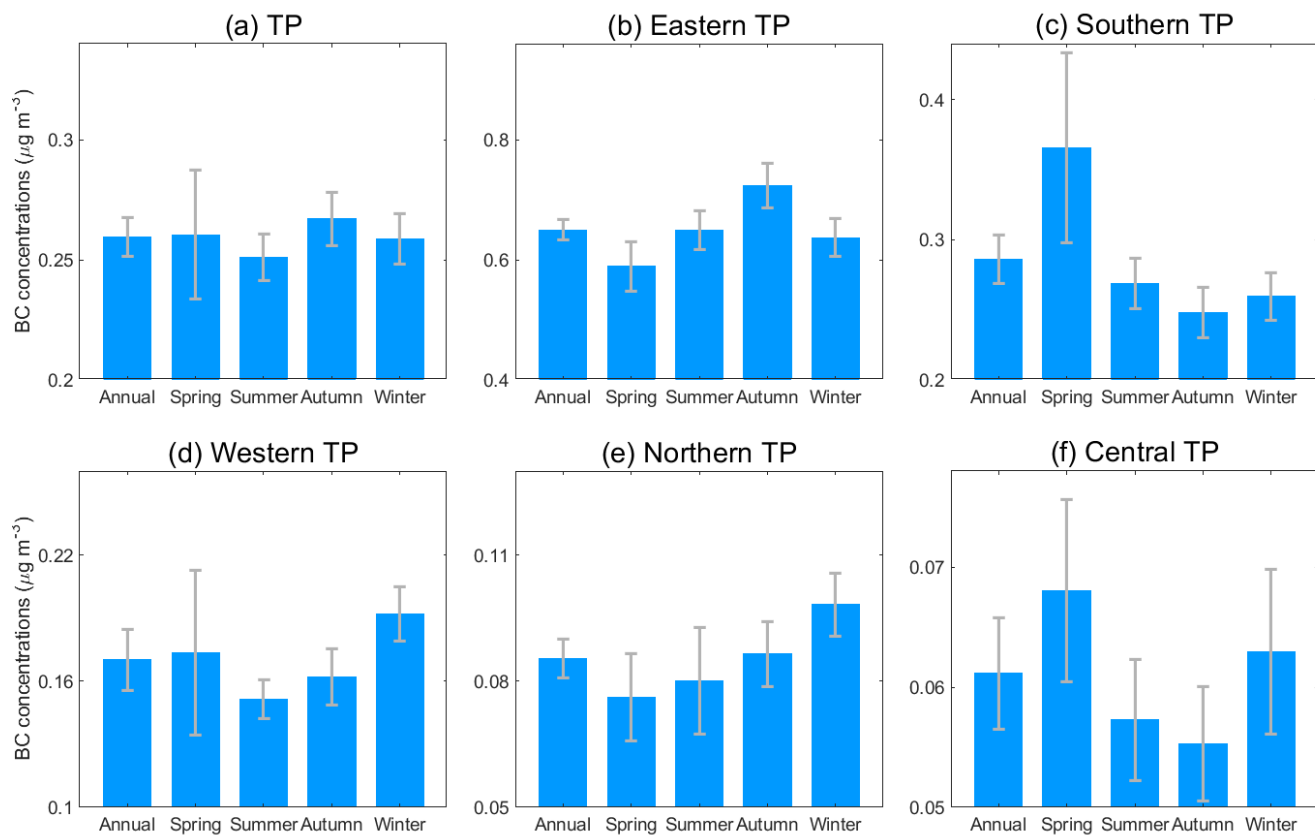 (a) TP
(b) Eastern TP
(c) Southern TP
BC concentrations (μg m⁻³)
0.3
0.25
0.2
Annual Spring Summer Autumn Winter
0.8
0.6
0.4
Annual Spring Summer Autumn Winter
0.4
0.3
0.2
Annual Spring Summer Autumn Winter
(d) Western TP
(e) Northern TP
(f) Central TP
BC concentrations (μg m⁻³)
0.22
0.16
0.1
Annual Spring Summer Autumn Winter
0.11
0.08
0.05
Annual Spring Summer Autumn Winter
0.07
0.06
0.05
Annual Spring Summer Autumn Winter